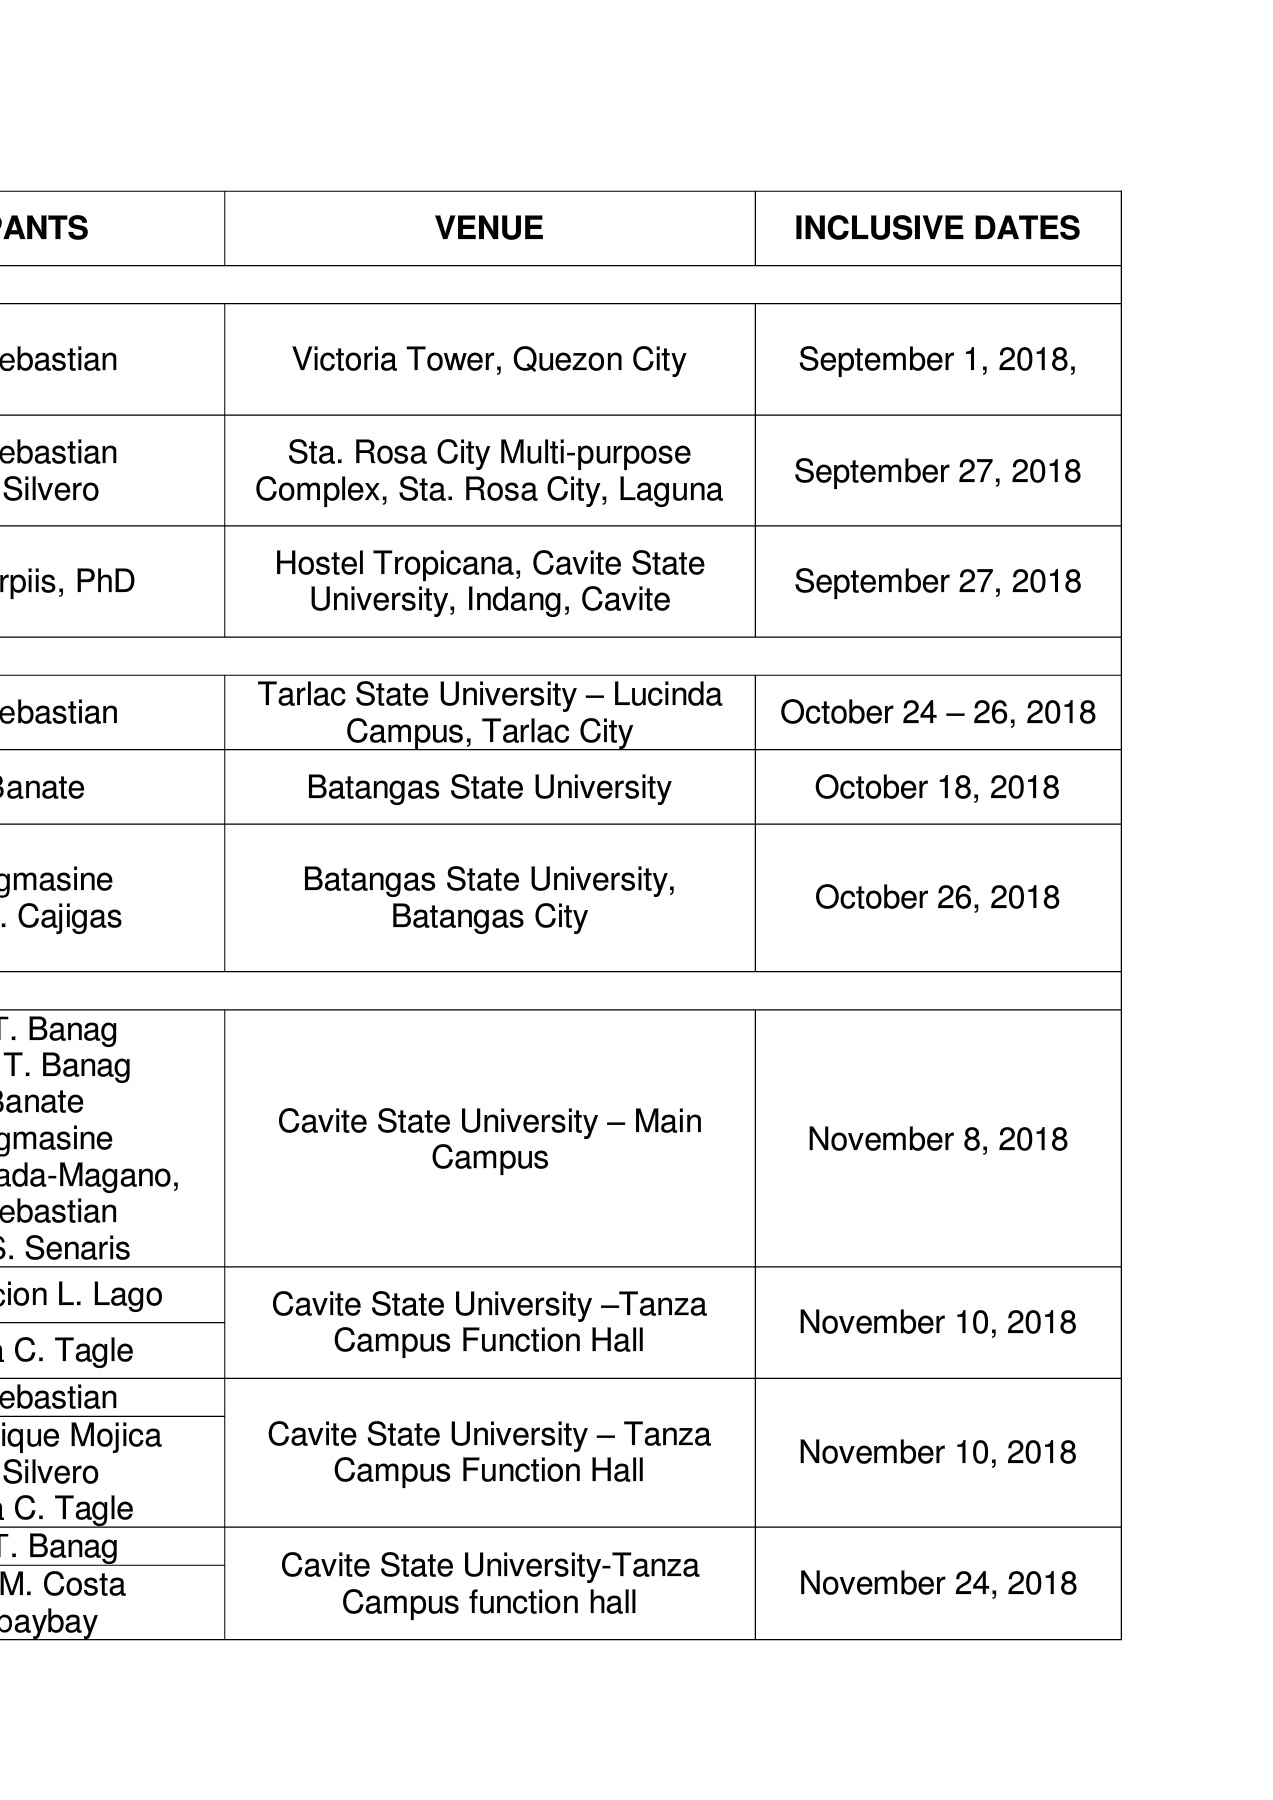 PANTS VENUE INCLUSIVE DATES
ebastian Victoria Tower, Quezon City September 1, 2018,
ebastian
Silvero
Sta. Rosa City Multi-purpose
Complex, Sta. Rosa City, Laguna
September 27, 2018
rpiis, PhD
Hostel Tropicana, Cavite State
University, Indang, Cavite
September 27, 2018
ebastian
Tarlac State University – Lucinda
Campus, Tarlac City
October 24 – 26, 2018
Banate Batangas State University October 18, 2018
gmasine
. Cajigas
Batangas State University,
Batangas City
October 26, 2018
T. Banag
T. Banag
Banate
gmasine
ada-Magano,
ebastian
S. Senaris
Cavite State University – Main
Campus
November 8, 2018
cion L. Lago
a C. Tagle
Cavite State University –Tanza
Campus Function Hall
November 10, 2018
ebastian
ique Mojica
Silvero
a C. Tagle
Cavite State University – Tanza
Campus Function Hall
November 10, 2018
T. Banag
M. Costa
paybay
Cavite State University-Tanza
Campus function hall
November 24, 2018